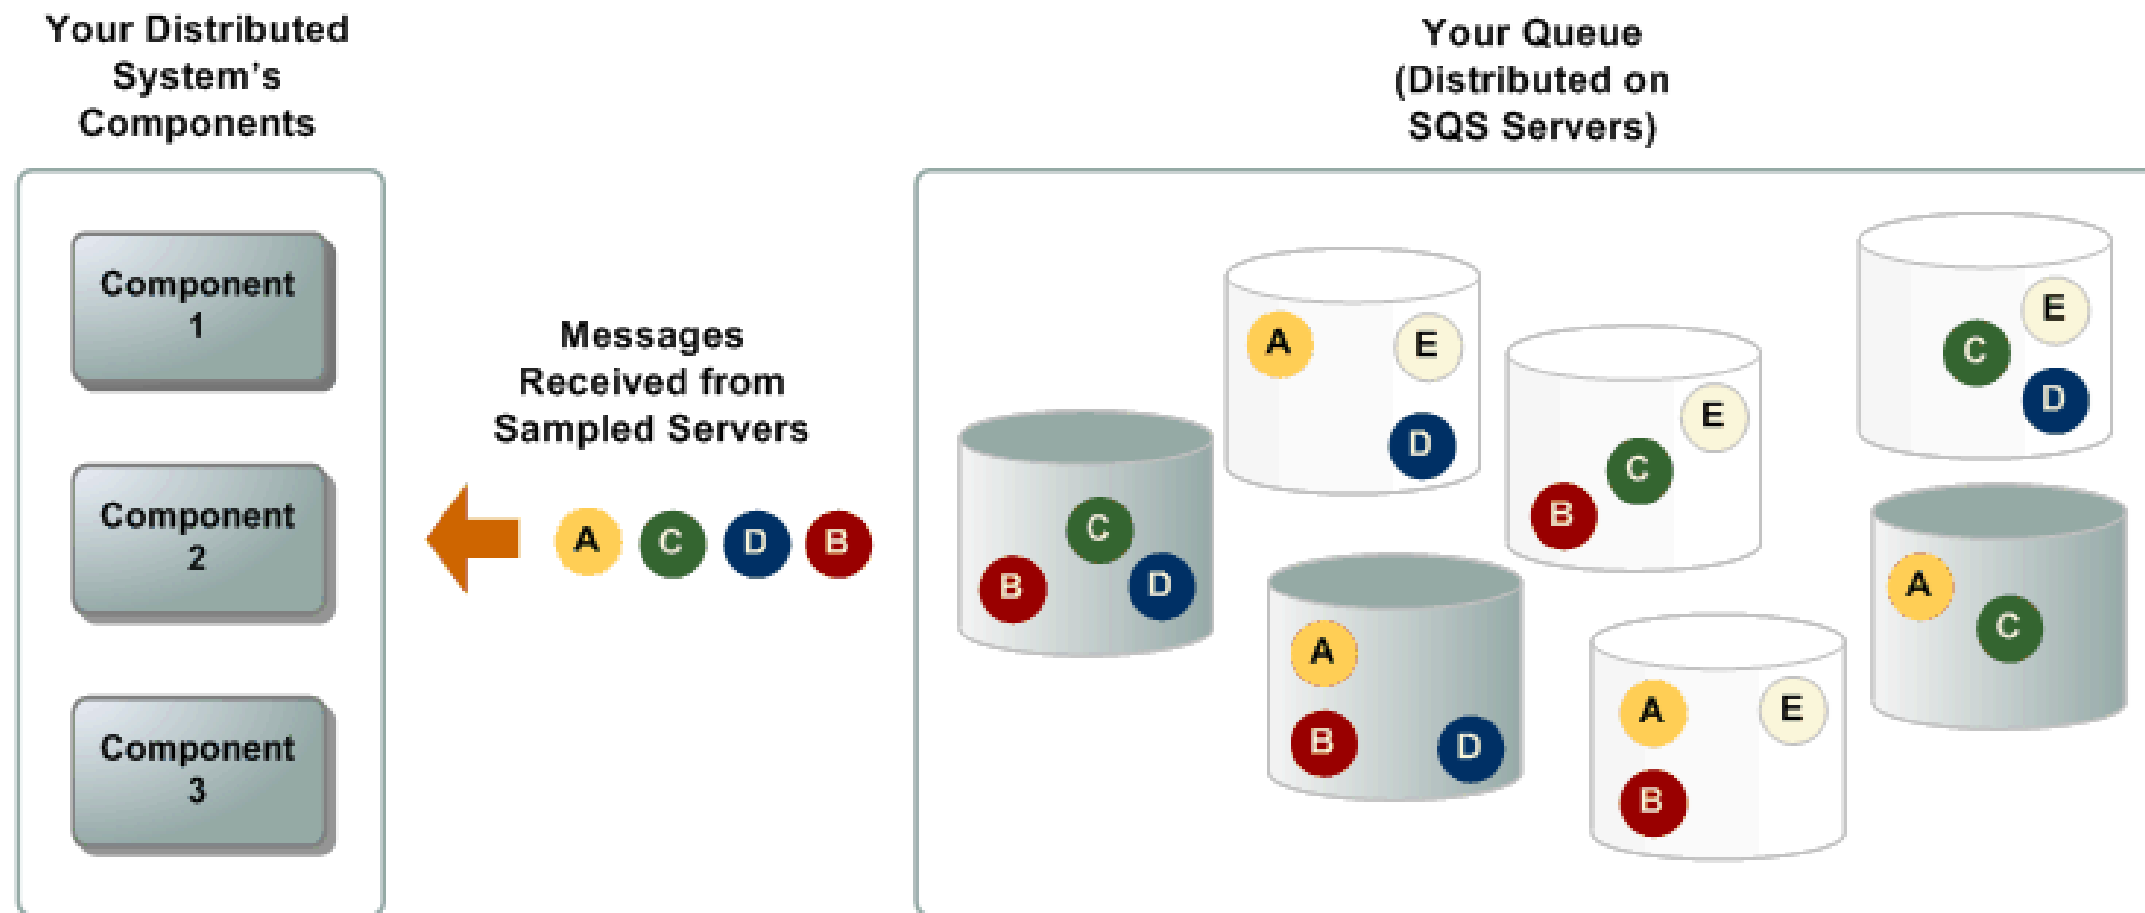 Your Distributed
System's
Components
Component
1
Component
2
Component
3
Messages
Received from
Sampled Servers
A C D B
Your Queue
(Distributed on
SQS Servers)
C
B
D
A
E
D
E
C
B
E
C
D
A
B
D
A
E
B
A
C